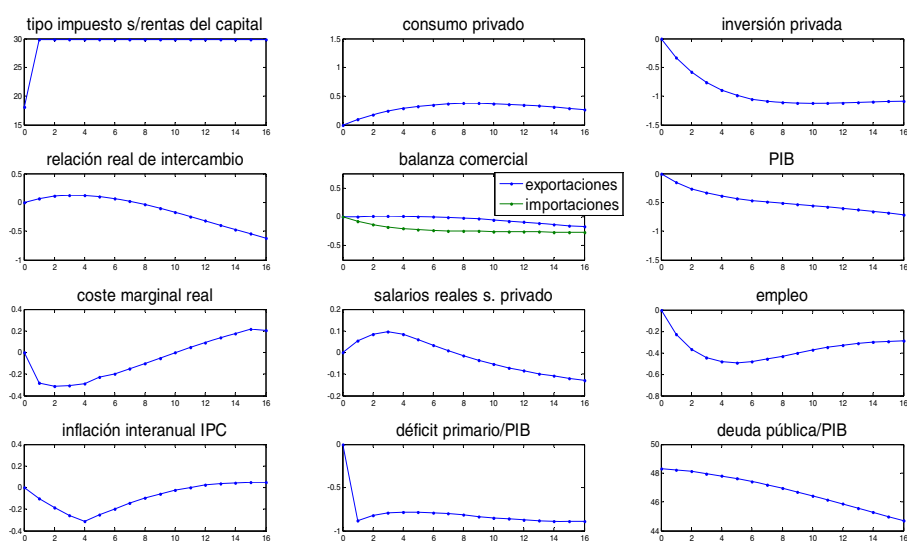 tipo impuesto s/rentas del capital
30
25
20
15
0 2 4 6 8 10 12 14 16
consumo privado
1.5
1
0.5
0
0 2 4 6 8 10 12 14 16
inversión privada
0
-0.5
-1
-1.5
0 2 4 6 8 10 12 14 16
relación real de intercambio
0.5
0
-0.5
-1
0 2 4 6 8 10 12 14 16
balanza comercial
0.5
0
-0.5
0 2 4 6 8 10 12 14 16
exportaciones
importaciones
PIB
0
-0.5
-1
-1.5
0 2 4 6 8 10 12 14 16
coste marginal real
0.4
0.2
0
-0.2
-0.4
0 2 4 6 8 10 12 14 16
salarios reales s. privado
0.2
0.1
0
-0.1
-0.2
0 2 4 6 8 10 12 14 16
empleo
0
-0.2
-0.4
-0.6
-0.8
0 2 4 6 8 10 12 14 16
inflación interanual IPC
0.4
0.2
0
-0.2
-0.4
0 2 4 6 8 10 12 14 16
déficit primario/PIB
0
-0.5
-1
0 2 4 6 8 10 12 14 16
deuda pública/PIB
50
48
46
44
0 2 4 6 8 10 12 14 16